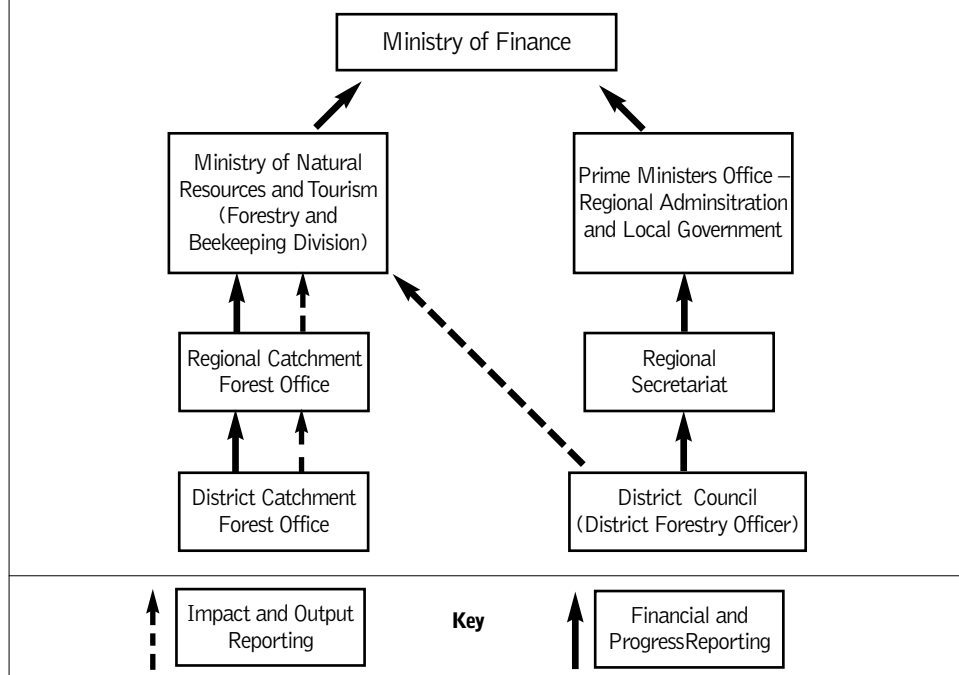 Ministry of Finance
Ministry of Natural
Resources and Tourism
(Forestry and
Beekeeping Division)
Prime Ministers Office –
Regional Adminsitration
and Local Government
Regional Catchment
Forest Office
Regional
Secretariat
District Catchment
Forest Office
District Council
(District Forestry Officer)
Impact and Output
Reporting
Key
Financial and
ProgressReporting